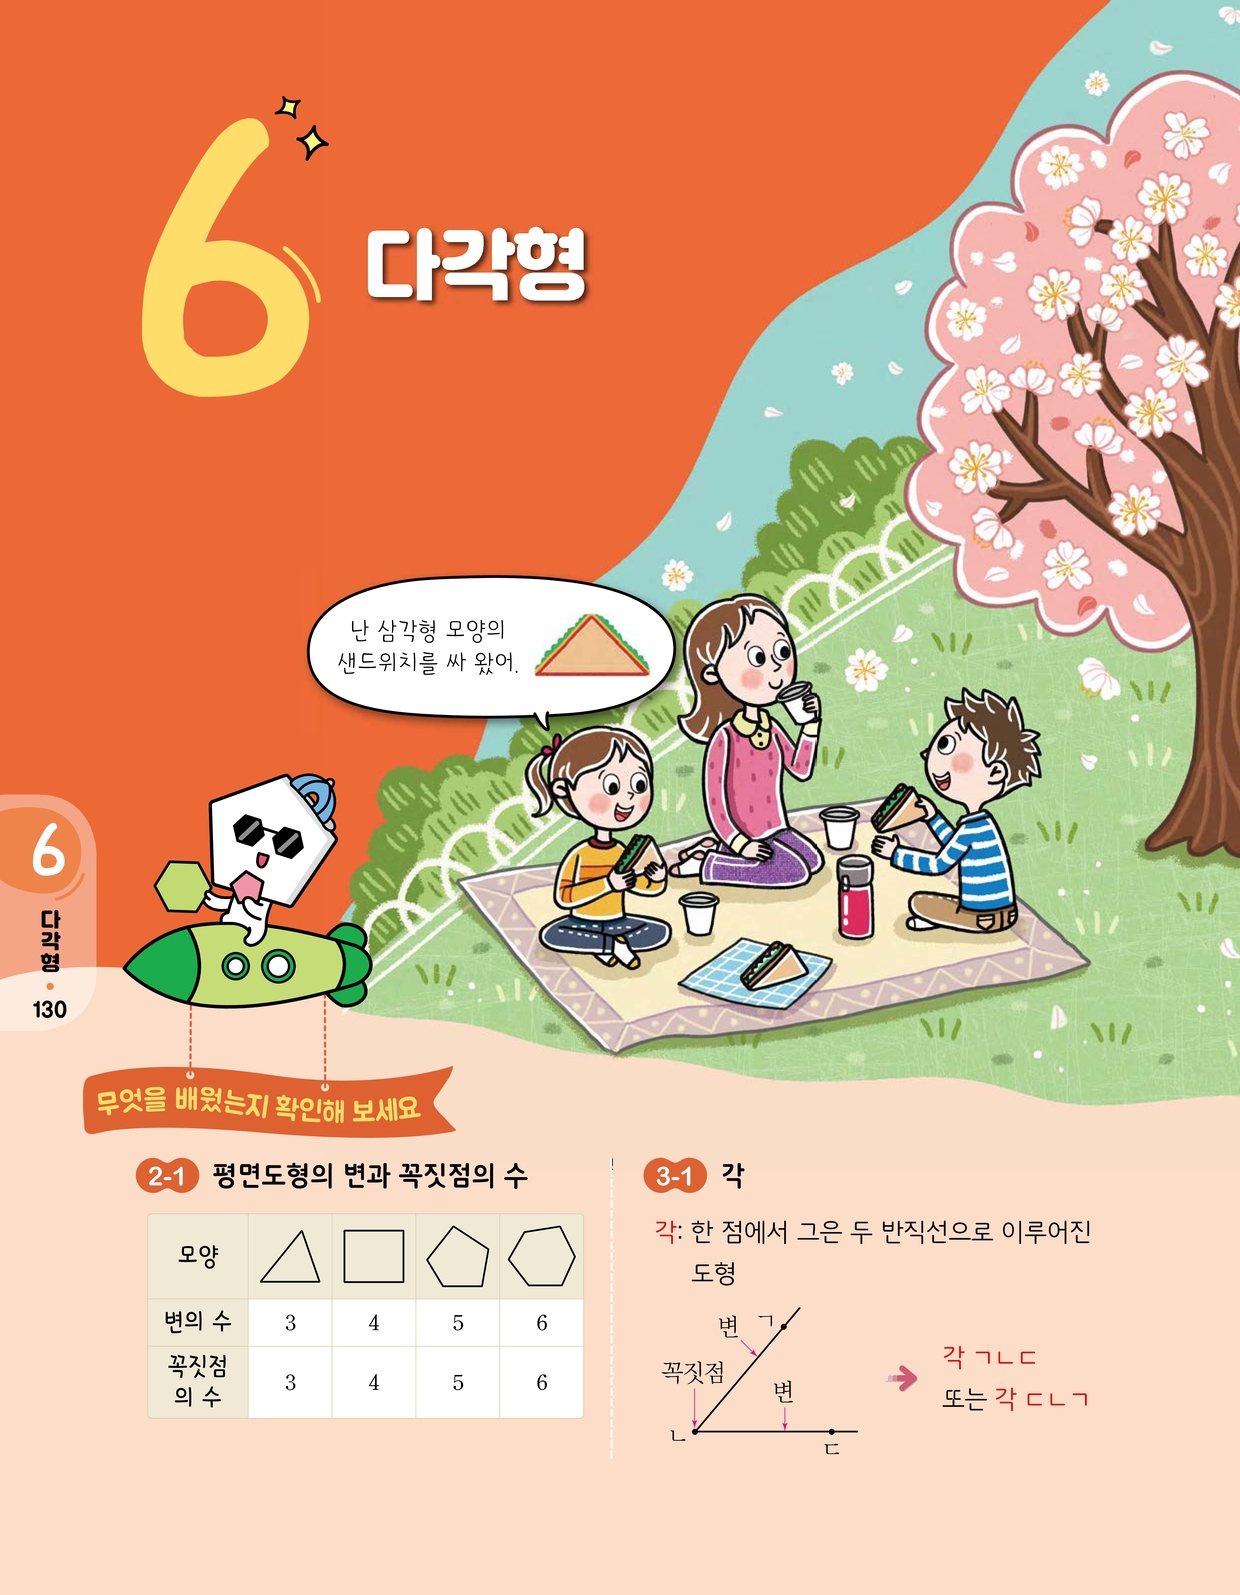 6
다각형
난 삼각형 모양의
샌드위치를 싸 왔어.
6
다각형
130
무엇을 배웠는지 확인해 보세요
2-1 평면도형의 변과 꼭짓점의 수
모양
변의 수 3 4 5 6
꼭짓점
의 수 3 4 5 6
3-1 각
각: 한 점에서 그은 두 반직선으로 이루어진
도형
변 ㄱ
꼭짓점 변
ㄴ ㄷ
각 ㄱㄴㄷ
또는 각 ㄷㄴㄱ